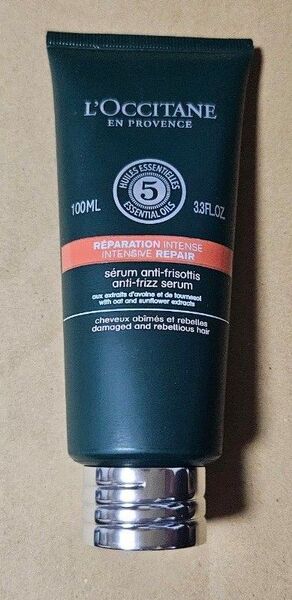 L'OCCITANE
EN PROVENCE
HUILES ESSENTIELLES
100ML 5 3.3FL.OZ.
ESSENTIAL OILS
RÉPARATION INTENSE
INTENSIVE REPAIR
sérum anti-frisottis
anti-frizz serum
aux extraits d'avoine et de tournesol
with oat and sunflower extracts
cheveux abîmés et rebelles
damaged and rebellious hair